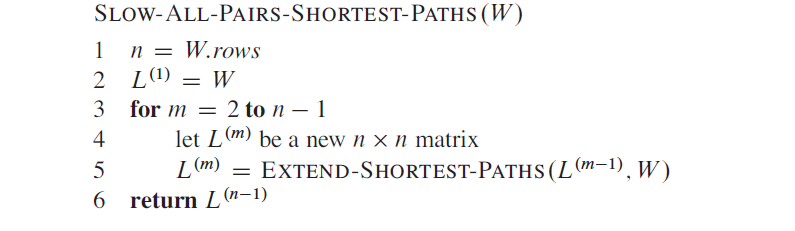 SLOW-ALL-PAIRS-SHORTEST-PATHS(W)
1 n = W.rows
2 L^(1) = W
3 for m = 2 to n − 1
4 let L^(m) be a new n × n matrix
5 L^(m) = EXTEND-SHORTEST-PATHS(L^(m−1), W)
6 return L^(n−1)